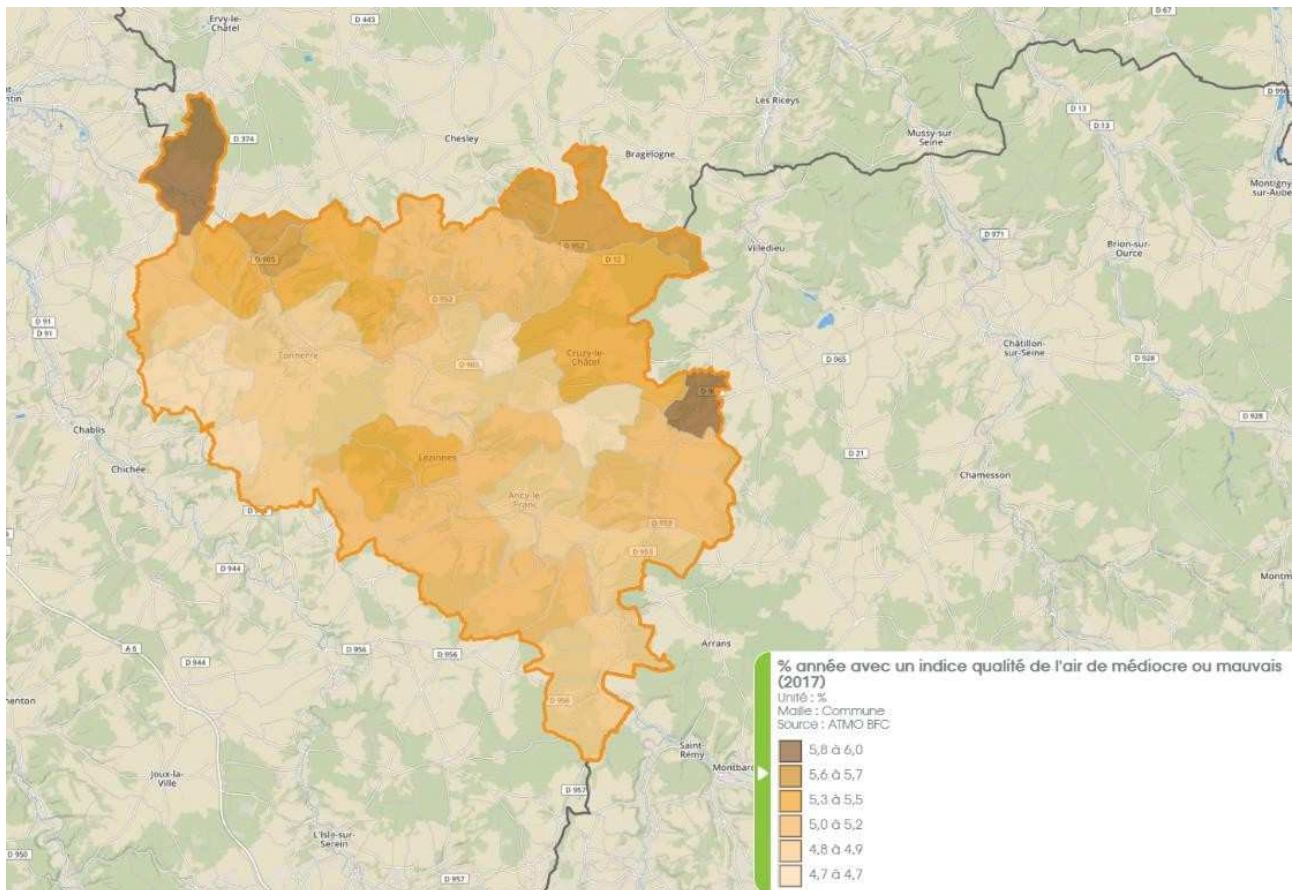 Ervy-le-
Châtel
D 443
D 67
D 996
Les Riceys
D 13
D 13
D 374
Chesley
Mussy-sur-
Seine
Bragelogne
Montigny-
sur-Aube
D 971
Villedieu
D 952
Brion-sur-
Ource
D 905
D 12
D 952
D 91
D 91
Châtillon-
sur-Seine
Tonnerre
Cruzy-le-
Châtel
D 965
D 928
D 905
D 928
Chablis
Chichée
Lézinnes
D 21
Chamesson
Ancy-le-
Franc
D 953
D 953
D 944
A 6
D 944
D 956
D 956
Arrans
D 956
Saint-
Rémy
Montbard
Joux-la-
Ville
D 957
L'Isle-sur-
Serein
D 950
D 957
% année avec un indice qualité de l'air de médiocre ou mauvais
(2017)
Unité : %
Maille : Commune
Source : ATMO BFC
5,8 à 6,0
5,6 à 5,7
5,3 à 5,5
5,0 à 5,2
4,8 à 4,9
4,7 à 4,7